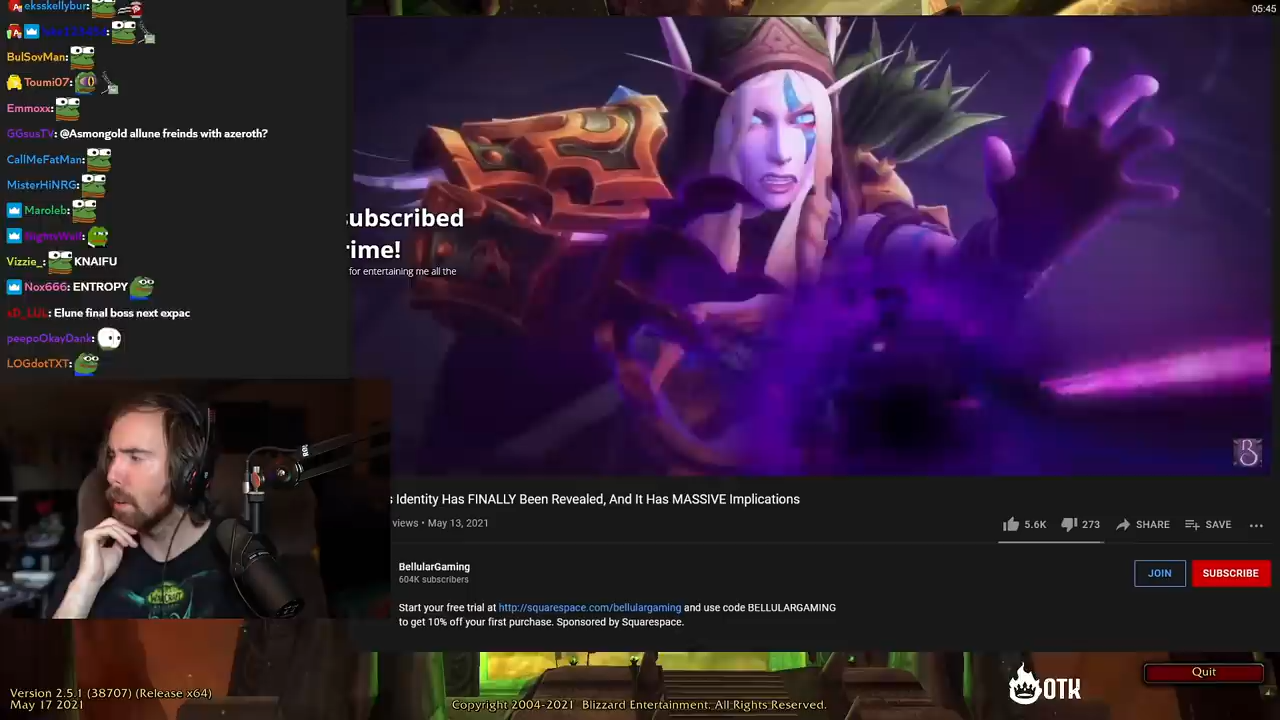 eksskellybur:
05:45
BulSovMan:
Toumi07:
Emmoxx:
GGsusTV: @Asmongold allune freinds with azeroth?
CallMeFatMan:
MisterHiNRG:
Maroleb:
Vizzie_: KNAIFU
Nox666: ENTROPY
xD_LUL: Elune final boss next expac
peepoOkayDank:
LOGdotTXT:
subscribed
rime!
for entertaining me all the
B
s Identity Has FINALLY Been Revealed, And It Has MASSIVE Implications
views • May 13, 2021
5.6K 273 SHARE SAVE ...
BellularGaming
604K subscribers
JOIN SUBSCRIBE
Start your free trial at http://squarespace.com/bellulargaming and use code BELLULARGAMING
to get 10% off your first purchase. Sponsored by Squarespace.
OTK
Quit
Version 2.5.1 (38707) (Release x64)
May 17 2021
Copyright 2004-2021 Blizzard Entertainment. All Rights Reserved.